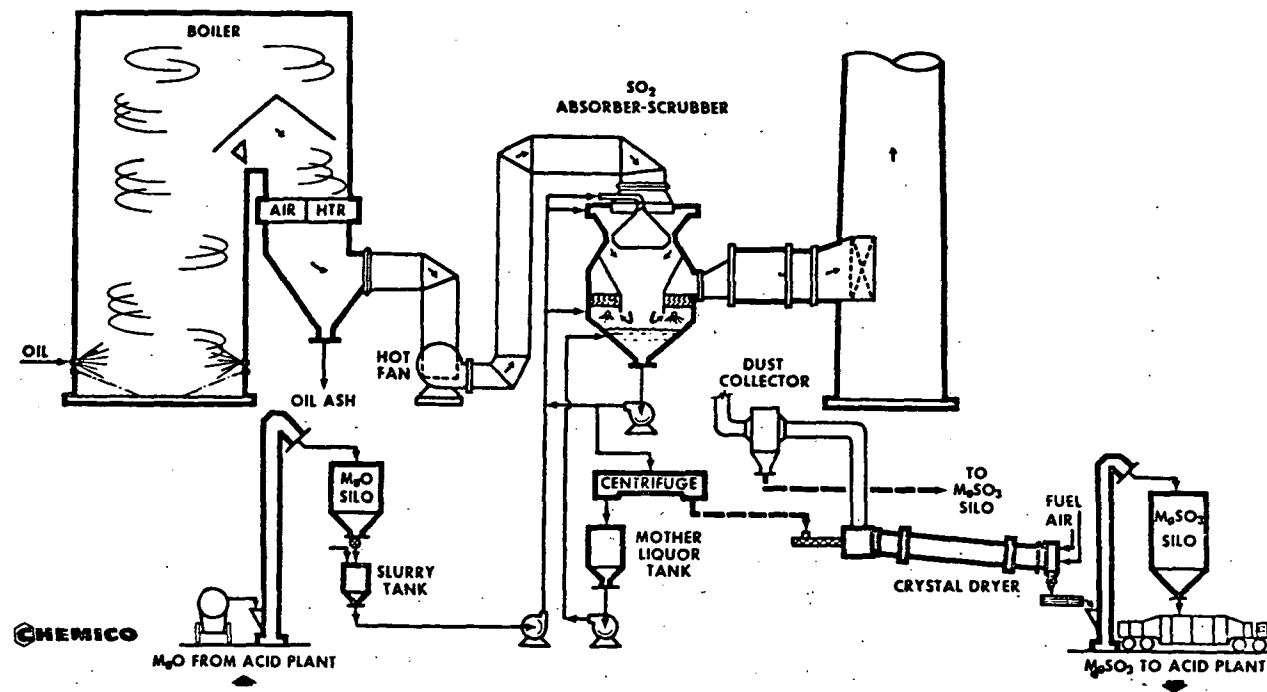 BOILER
SO2
ABSORBER-SCRUBBER
AIR HTR
OIL
HOT
FAN
OIL ASH
DUST
COLLECTOR
MgO
SILO
CENTRIFUGE
TO
MgSO3
SILO
FUEL
AIR
MgSO3
SILO
SLURRY
TANK
MOTHER
LIQUOR
TANK
CRYSTAL DRYER
CHEMICO
MgO FROM ACID PLANT
MgSO3 TO ACID PLANT